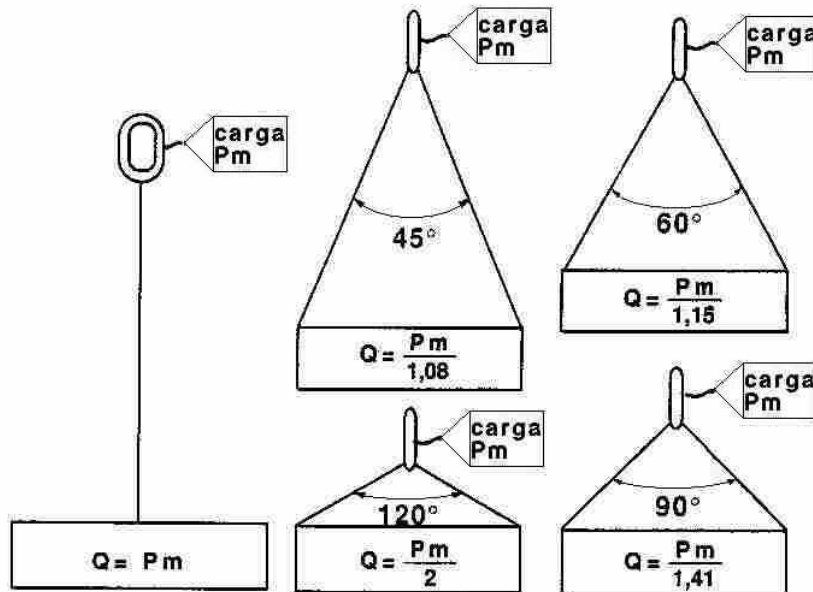 carga
Pm
Q= Pm
carga
Pm
45°
Q= Pm
1,08
carga
Pm
60°
Q= Pm
1,15
carga
Pm
120°
Q= Pm
2
carga
Pm
90°
Q= Pm
1,41